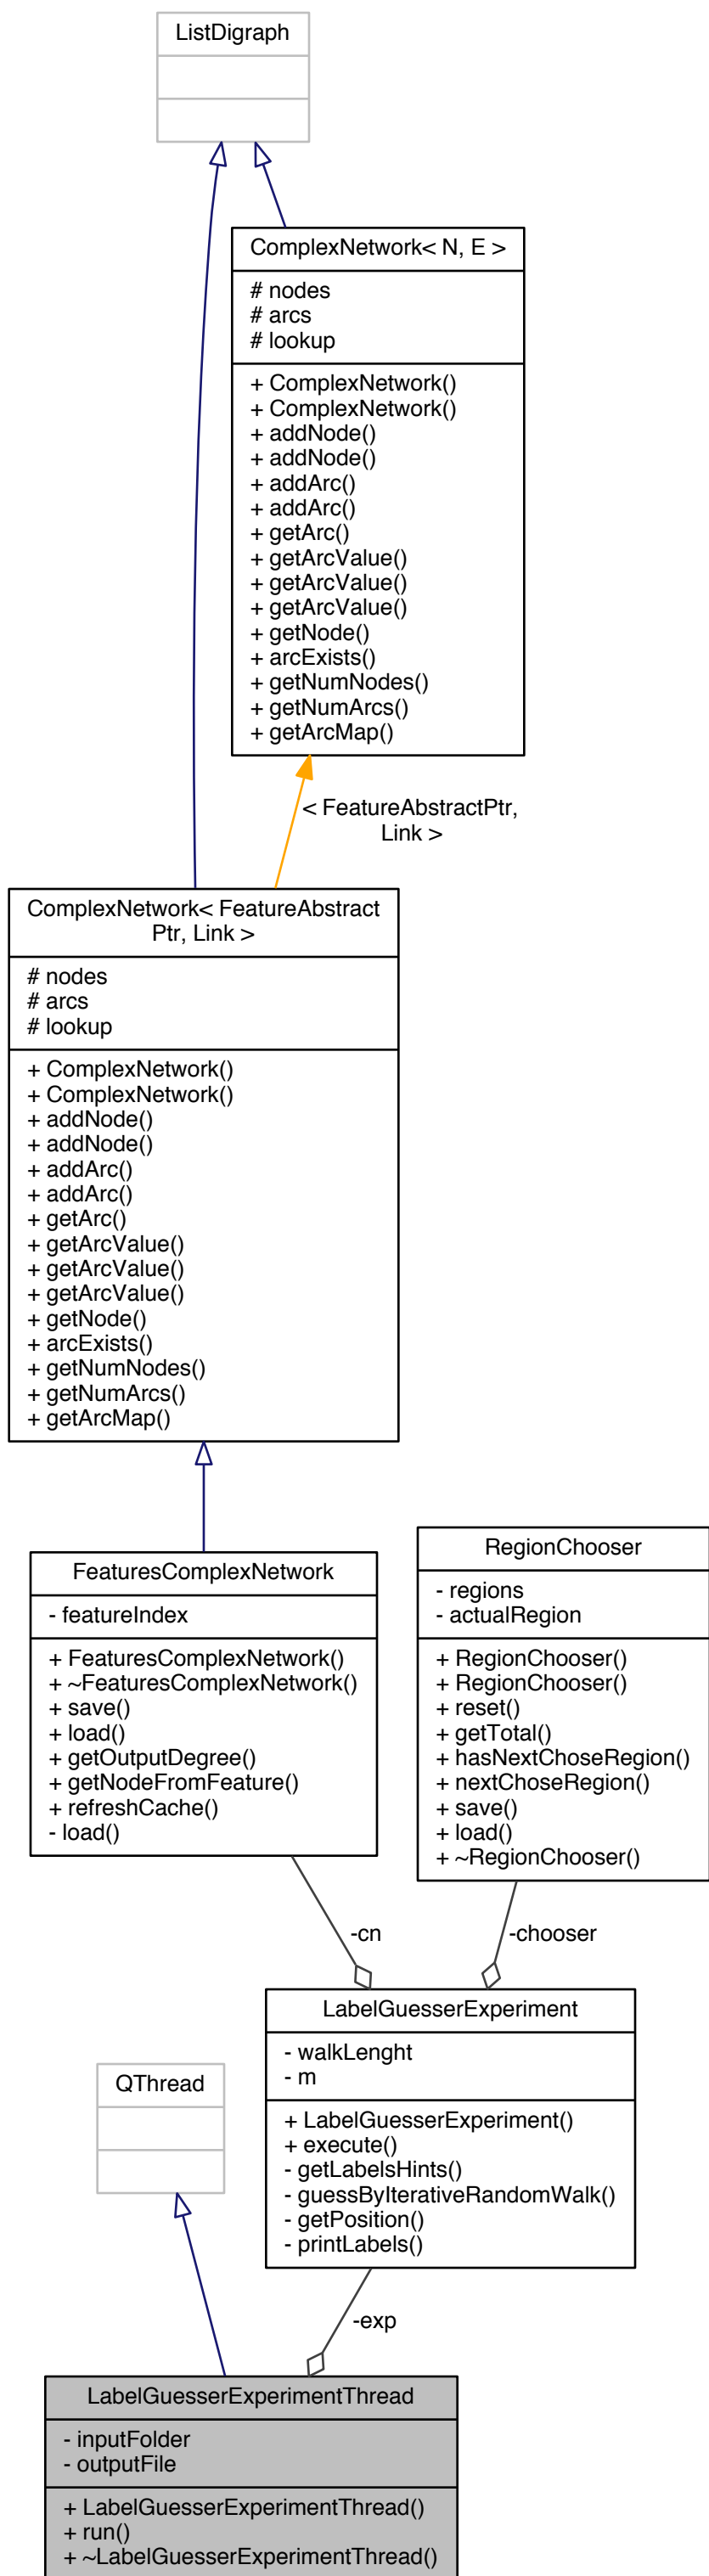 ListDigraph
ComplexNetwork< N, E >
# nodes
# arcs
# lookup
+ ComplexNetwork()
+ ComplexNetwork()
+ addNode()
+ addNode()
+ addArc()
+ addArc()
+ getArc()
+ getArcValue()
+ getArcValue()
+ getArcValue()
+ getNode()
+ arcExists()
+ getNumNodes()
+ getNumArcs()
+ getArcMap()
< FeatureAbstractPtr,
Link >
ComplexNetwork< FeatureAbstract
Ptr, Link >
# nodes
# arcs
# lookup
+ ComplexNetwork()
+ ComplexNetwork()
+ addNode()
+ addNode()
+ addArc()
+ addArc()
+ getArc()
+ getArcValue()
+ getArcValue()
+ getArcValue()
+ getNode()
+ arcExists()
+ getNumNodes()
+ getNumArcs()
+ getArcMap()
FeaturesComplexNetwork
- featureIndex
+ FeaturesComplexNetwork()
+ ~FeaturesComplexNetwork()
+ save()
+ load()
+ getOutputDegree()
+ getNodeFromFeature()
+ refreshCache()
- load()
RegionChooser
- regions
- actualRegion
+ RegionChooser()
+ RegionChooser()
+ reset()
+ getTotal()
+ hasNextChoseRegion()
+ nextChoseRegion()
+ save()
+ load()
+ ~RegionChooser()
-cn
-chooser
LabelGuesserExperiment
- walkLenght
- m
+ LabelGuesserExperiment()
+ execute()
- getLabelsHints()
- guessByIterativeRandomWalk()
- getPosition()
- printLabels()
QThread
-exp
LabelGuesserExperimentThread
- inputFolder
- outputFile
+ LabelGuesserExperimentThread()
+ run()
+ ~LabelGuesserExperimentThread()